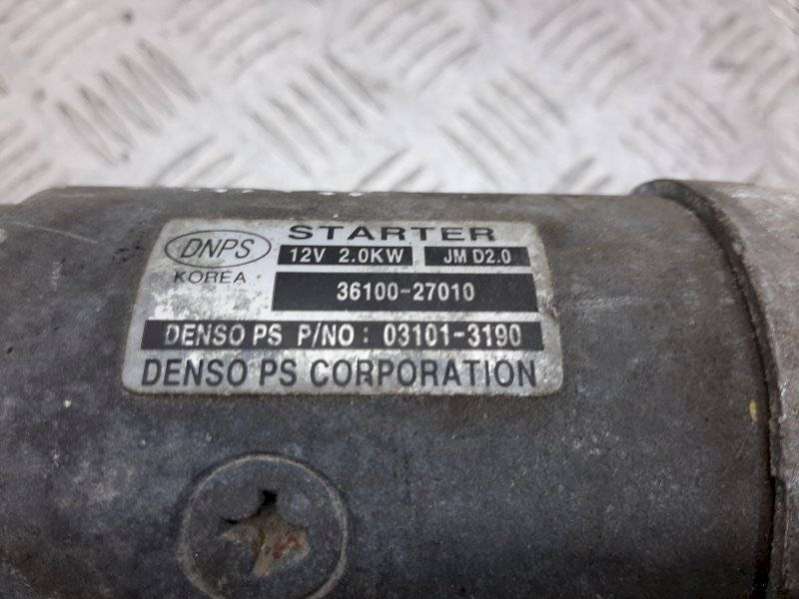 STARTER
DNPS
12V 2.0KW JM D2.0
KOREA
36100-27010
DENSO PS P/NO: 03101-3190
DENSO PS CORPORATION